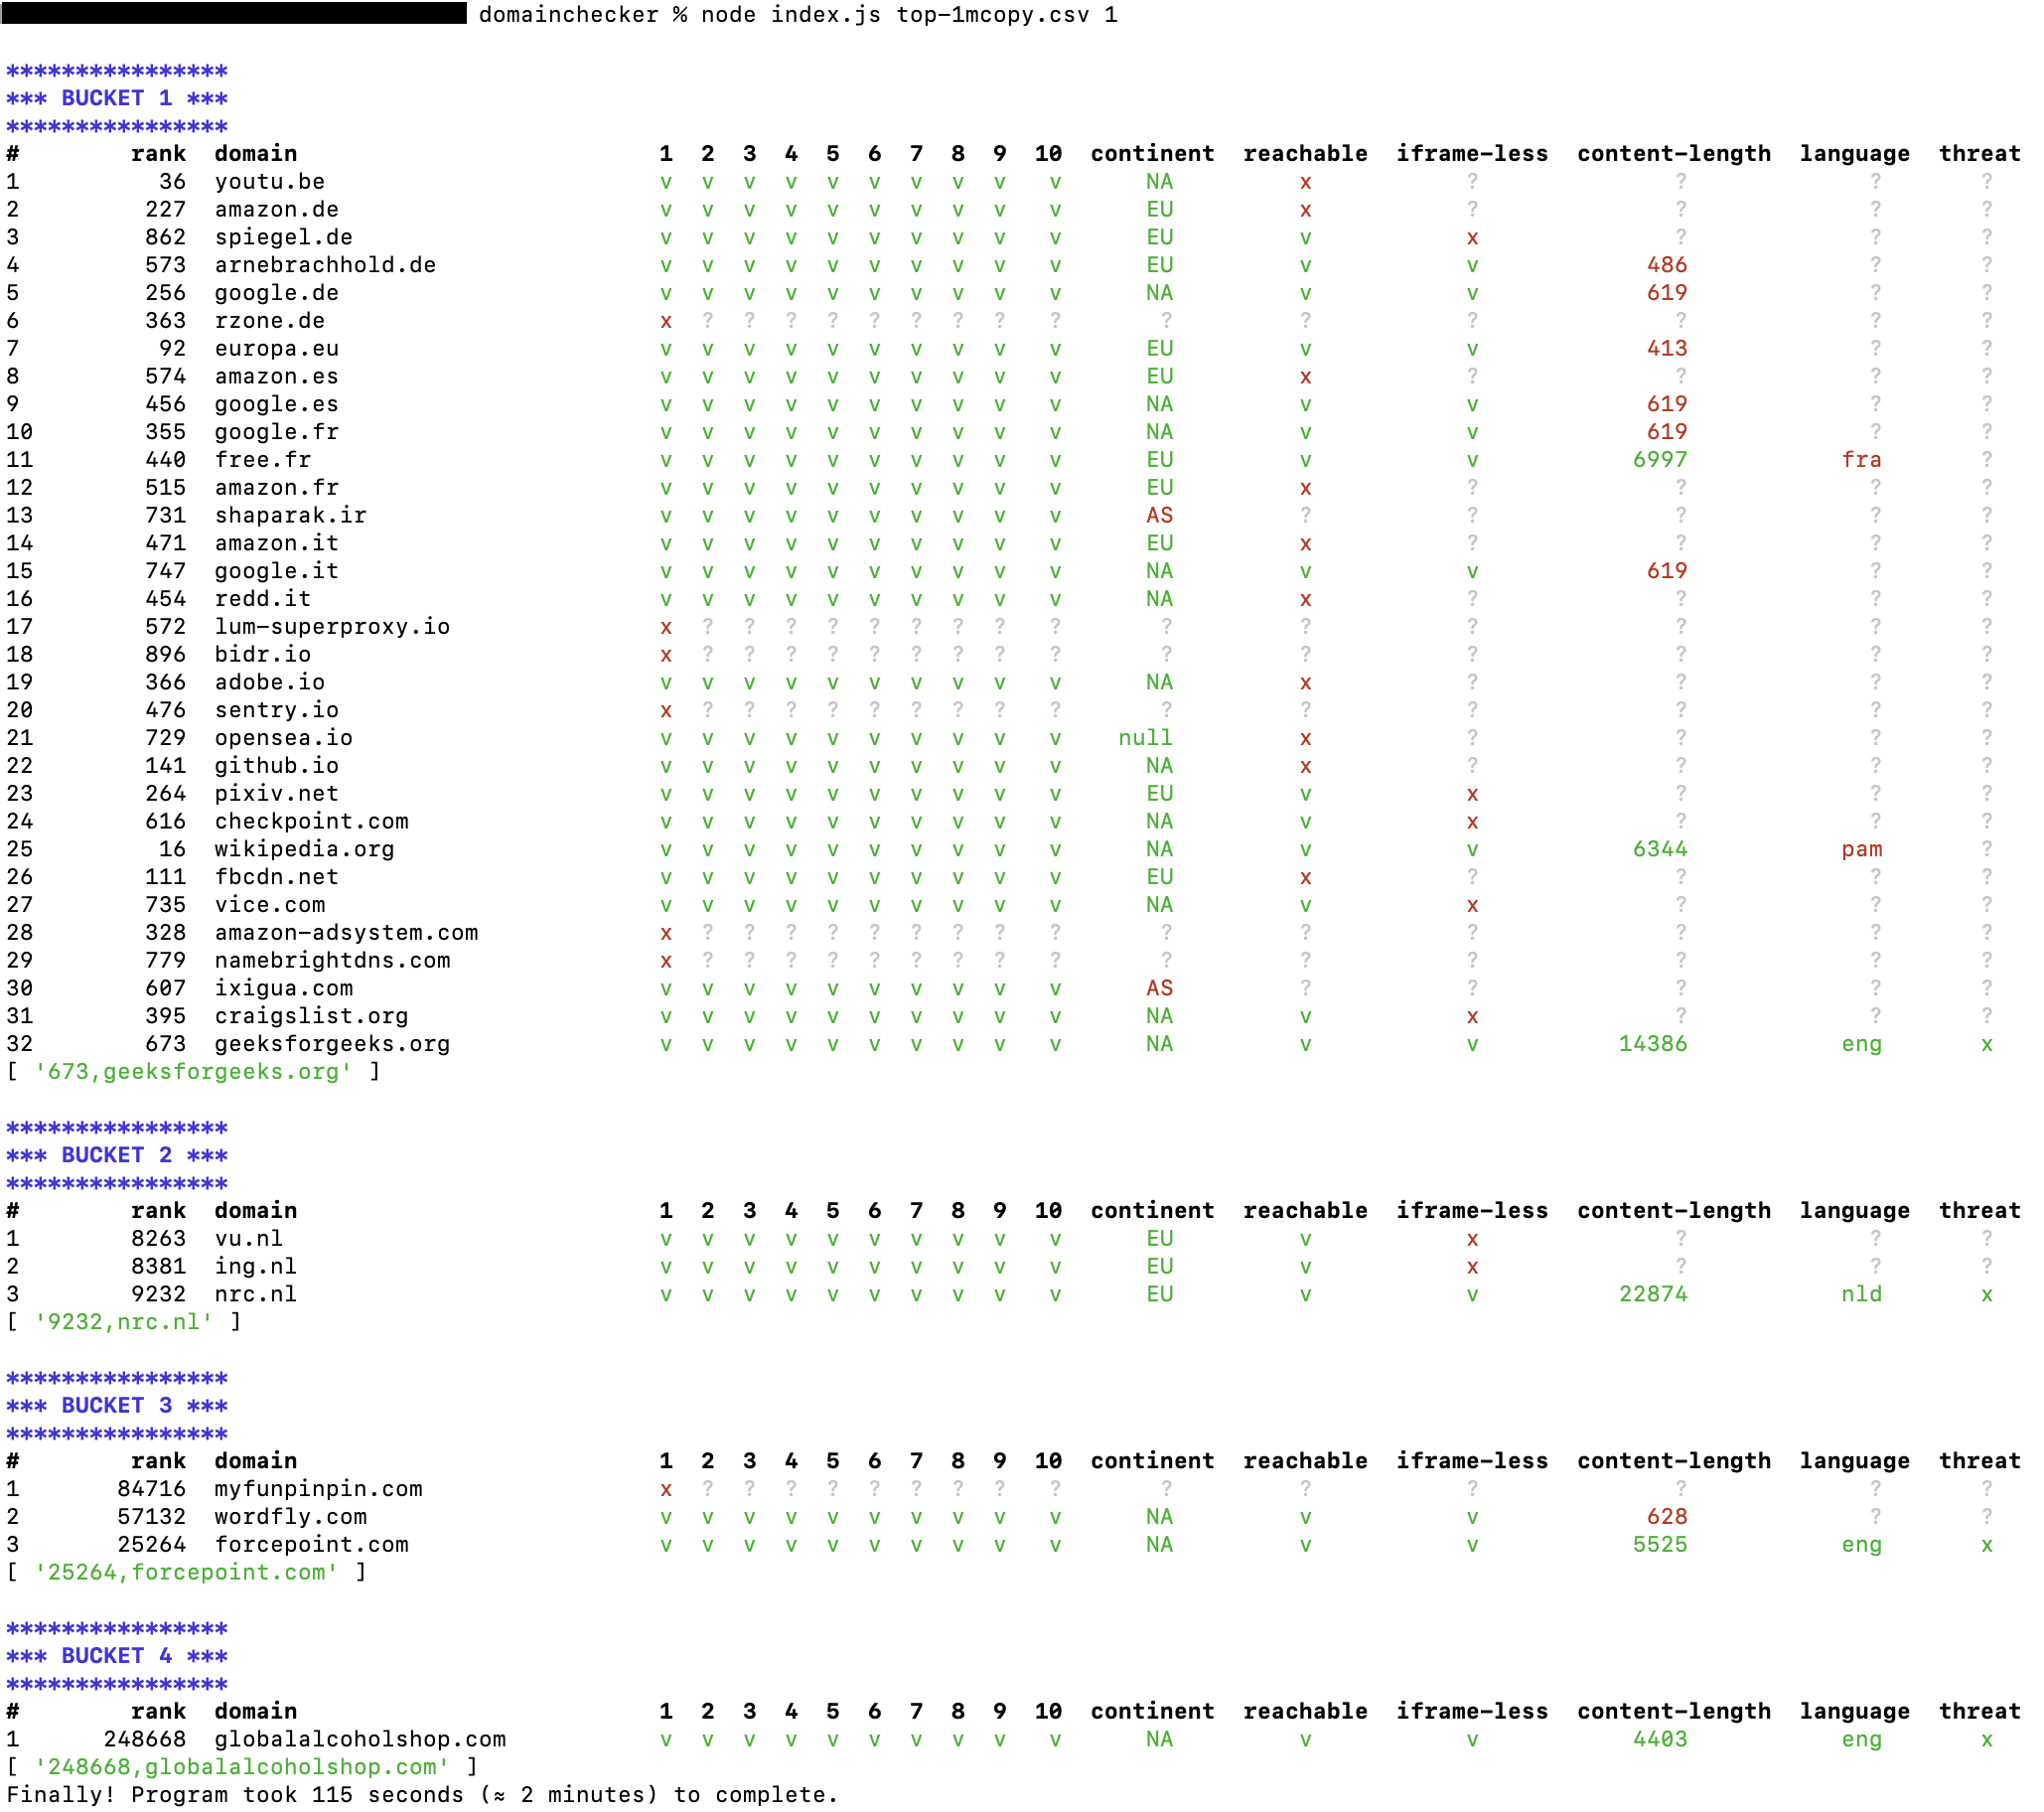 domainchecker % node index.js top-1mcopy.csv 1
****************
*** BUCKET 1 ***
****************
# rank domain 1 2 3 4 5 6 7 8 9 10 continent reachable iframe-less content-length language threat
1 36 youtu.be v v v v v v v v v v NA x ? ? ? ?
2 227 amazon.de v v v v v v v v v v EU x ? ? ? ?
3 862 spiegel.de v v v v v v v v v v EU v x ? ? ?
4 573 arnebrachhold.de v v v v v v v v v v EU v v 486 ? ?
5 256 google.de v v v v v v v v v v NA v v 619 ? ?
6 363 rzone.de x ? ? ? ? ? ? ? ? ? ? ? ? ? ? ?
7 92 europa.eu v v v v v v v v v v EU v v 413 ? ?
8 574 amazon.es v v v v v v v v v v EU x ? ? ? ?
9 456 google.es v v v v v v v v v v NA v v 619 ? ?
10 355 google.fr v v v v v v v v v v NA v v 619 ? ?
11 440 free.fr v v v v v v v v v v EU v v 6997 fra ?
12 515 amazon.fr v v v v v v v v v v EU x ? ? ? ?
13 731 shaparak.ir v v v v v v v v v v AS ? ? ? ? ?
14 471 amazon.it v v v v v v v v v v EU x ? ? ? ?
15 747 google.it v v v v v v v v v v NA v v 619 ? ?
16 454 redd.it v v v v v v v v v v NA x ? ? ? ?
17 572 lum-superproxy.io x ? ? ? ? ? ? ? ? ? ? ? ? ? ? ?
18 896 bidr.io x ? ? ? ? ? ? ? ? ? ? ? ? ? ? ?
19 366 adobe.io v v v v v v v v v v NA x ? ? ? ?
20 476 sentry.io x ? ? ? ? ? ? ? ? ? ? ? ? ? ? ?
21 729 opensea.io v v v v v v v v v v null x ? ? ? ?
22 141 github.io v v v v v v v v v v NA x ? ? ? ?
23 264 pixiv.net v v v v v v v v v v EU v x ? ? ?
24 616 checkpoint.com v v v v v v v v v v NA v x ? ? ?
25 16 wikipedia.org v v v v v v v v v v NA v v 6344 pam ?
26 111 fbcdn.net v v v v v v v v v v EU x ? ? ? ?
27 735 vice.com v v v v v v v v v v NA v x ? ? ?
28 328 amazon-adsystem.com x ? ? ? ? ? ? ? ? ? ? ? ? ? ? ?
29 779 namebrightdns.com x ? ? ? ? ? ? ? ? ? ? ? ? ? ? ?
30 607 ixigua.com v v v v v v v v v v AS ? ? ? ? ?
31 395 craigslist.org v v v v v v v v v v NA v x ? ? ?
32 673 geeksforgeeks.org v v v v v v v v v v NA v v 14386 eng x
[ '673,geeksforgeeks.org' ]
****************
*** BUCKET 2 ***
****************
# rank domain 1 2 3 4 5 6 7 8 9 10 continent reachable iframe-less content-length language threat
1 8263 vu.nl v v v v v v v v v v EU v x ? ? ?
2 8381 ing.nl v v v v v v v v v v EU v x ? ? ?
3 9232 nrc.nl v v v v v v v v v v EU v v 22874 nld x
[ '9232,nrc.nl' ]
****************
*** BUCKET 3 ***
****************
# rank domain 1 2 3 4 5 6 7 8 9 10 continent reachable iframe-less content-length language threat
1 84716 myfunpinpin.com x ? ? ? ? ? ? ? ? ? ? ? ? ? ? ?
2 57132 wordfly.com v v v v v v v v v v NA v v 628 ? ?
3 25264 forcepoint.com v v v v v v v v v v NA v v 5525 eng x
[ '25264,forcepoint.com' ]
****************
*** BUCKET 4 ***
****************
# rank domain 1 2 3 4 5 6 7 8 9 10 continent reachable iframe-less content-length language threat
1 248668 globalalcoholshop.com v v v v v v v v v v NA v v 4403 eng x
[ '248668,globalalcoholshop.com' ]
Finally! Program took 115 seconds (≈ 2 minutes) to complete.